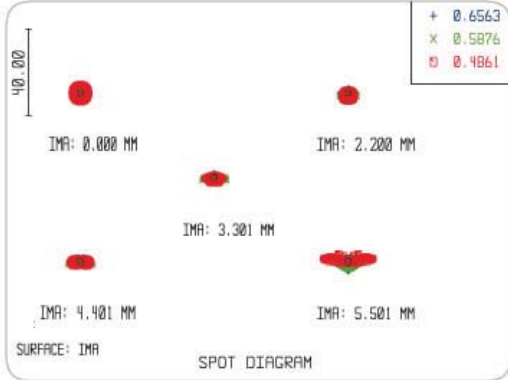 + 0.6563
× 0.5876
0.4861
40.00
IMA: 0.000 MM
IMA: 2.200 MM
IMA: 3.301 MM
IMA: 4.401 MM
IMA: 5.501 MM
SURFACE: IMA
SPOT DIAGRAM